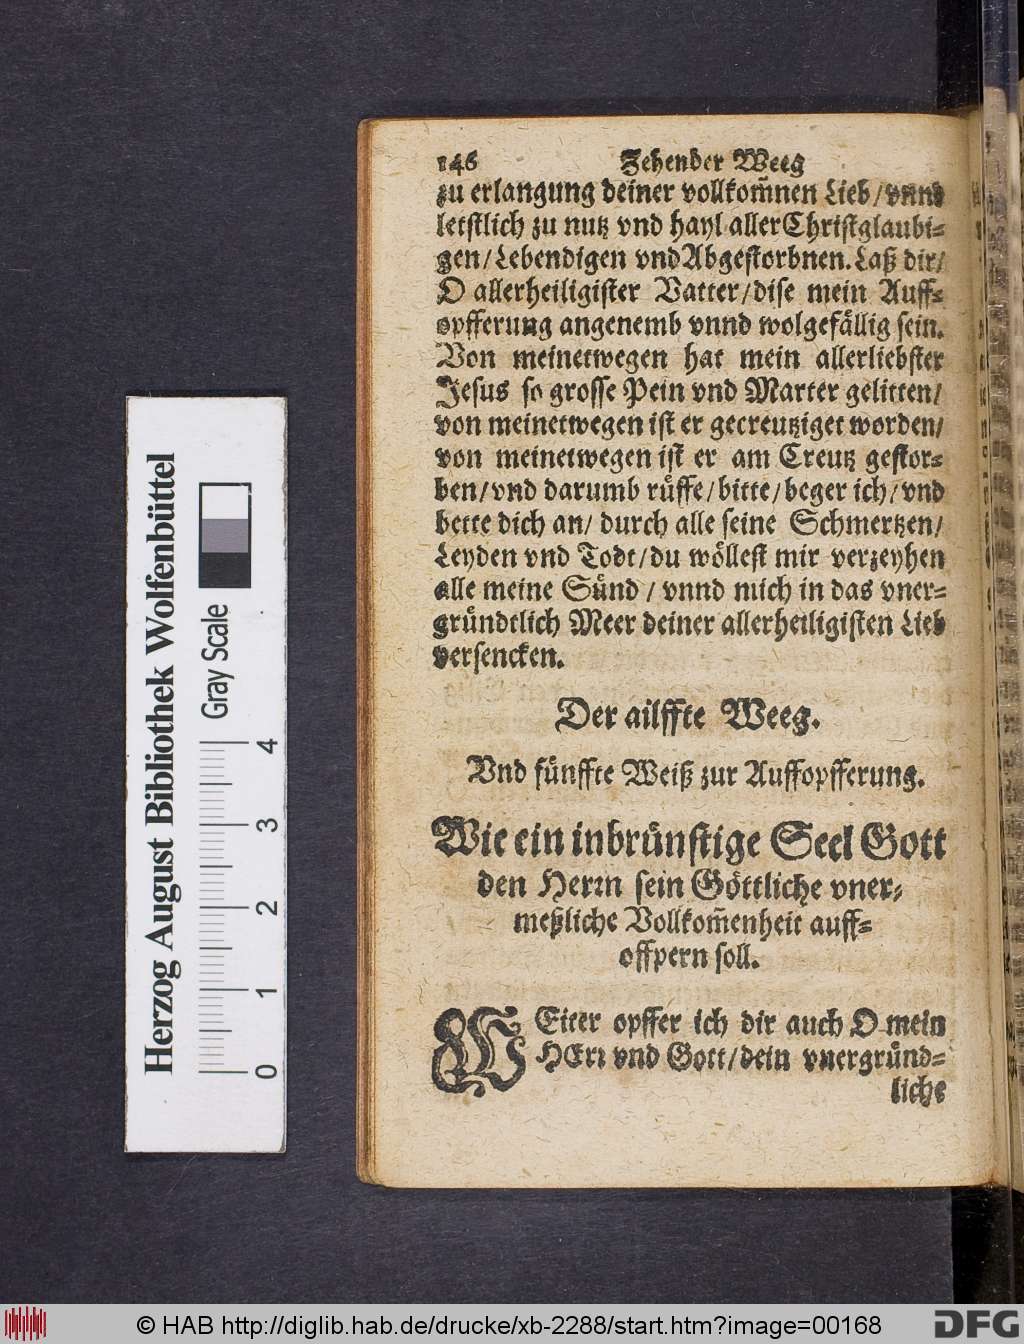 146 Zehender Weeg
zu erlangung deiner vollkom̃nen Lieb / vnnd
letstlich zu nutz vnd hayl aller Christglaubi-
gen / Lebendigen vnd Abgestorbnen. Laß dir /
O allerheiligister Vatter / dise mein Auff-
opfferung angenemb vnnd wolgefällig sein.
Von meinetwegen hat mein allerliebster
Jesus so grosse Pein vnd Marter gelitten /
von meinetwegen ist er gecreutziget worden /
von meinetwegen ist er am Creutz gestor-
ben / vnd darumb rüffe / bitte / beger ich / vnd
bette dich an / durch alle seine Schmertzen /
Leyden vnd Todt / du wöllest mir verzeyhen
alle meine Sünd / vnnd mich in das vner-
gründtlich Meer deiner allerheiligisten Lieb
versencken.
Der ailffte Weeg.
Vnd fünffte Weiß zur Auffopfferung.
Wie ein inbrünstige Seel Gott
den Herrn sein Göttliche vner-
meßliche Vollkom̃enheit auff-
offpern soll.
WEiter opffer ich dir auch O mein
HErr vnd Gott / dein vnergründ-
liche
Herzog August Bibliothek Wolfenbüttel
Gray Scale
0 1 2 3 4
© HAB http://diglib.hab.de/drucke/xb-2288/start.htm?image=00168
DFG